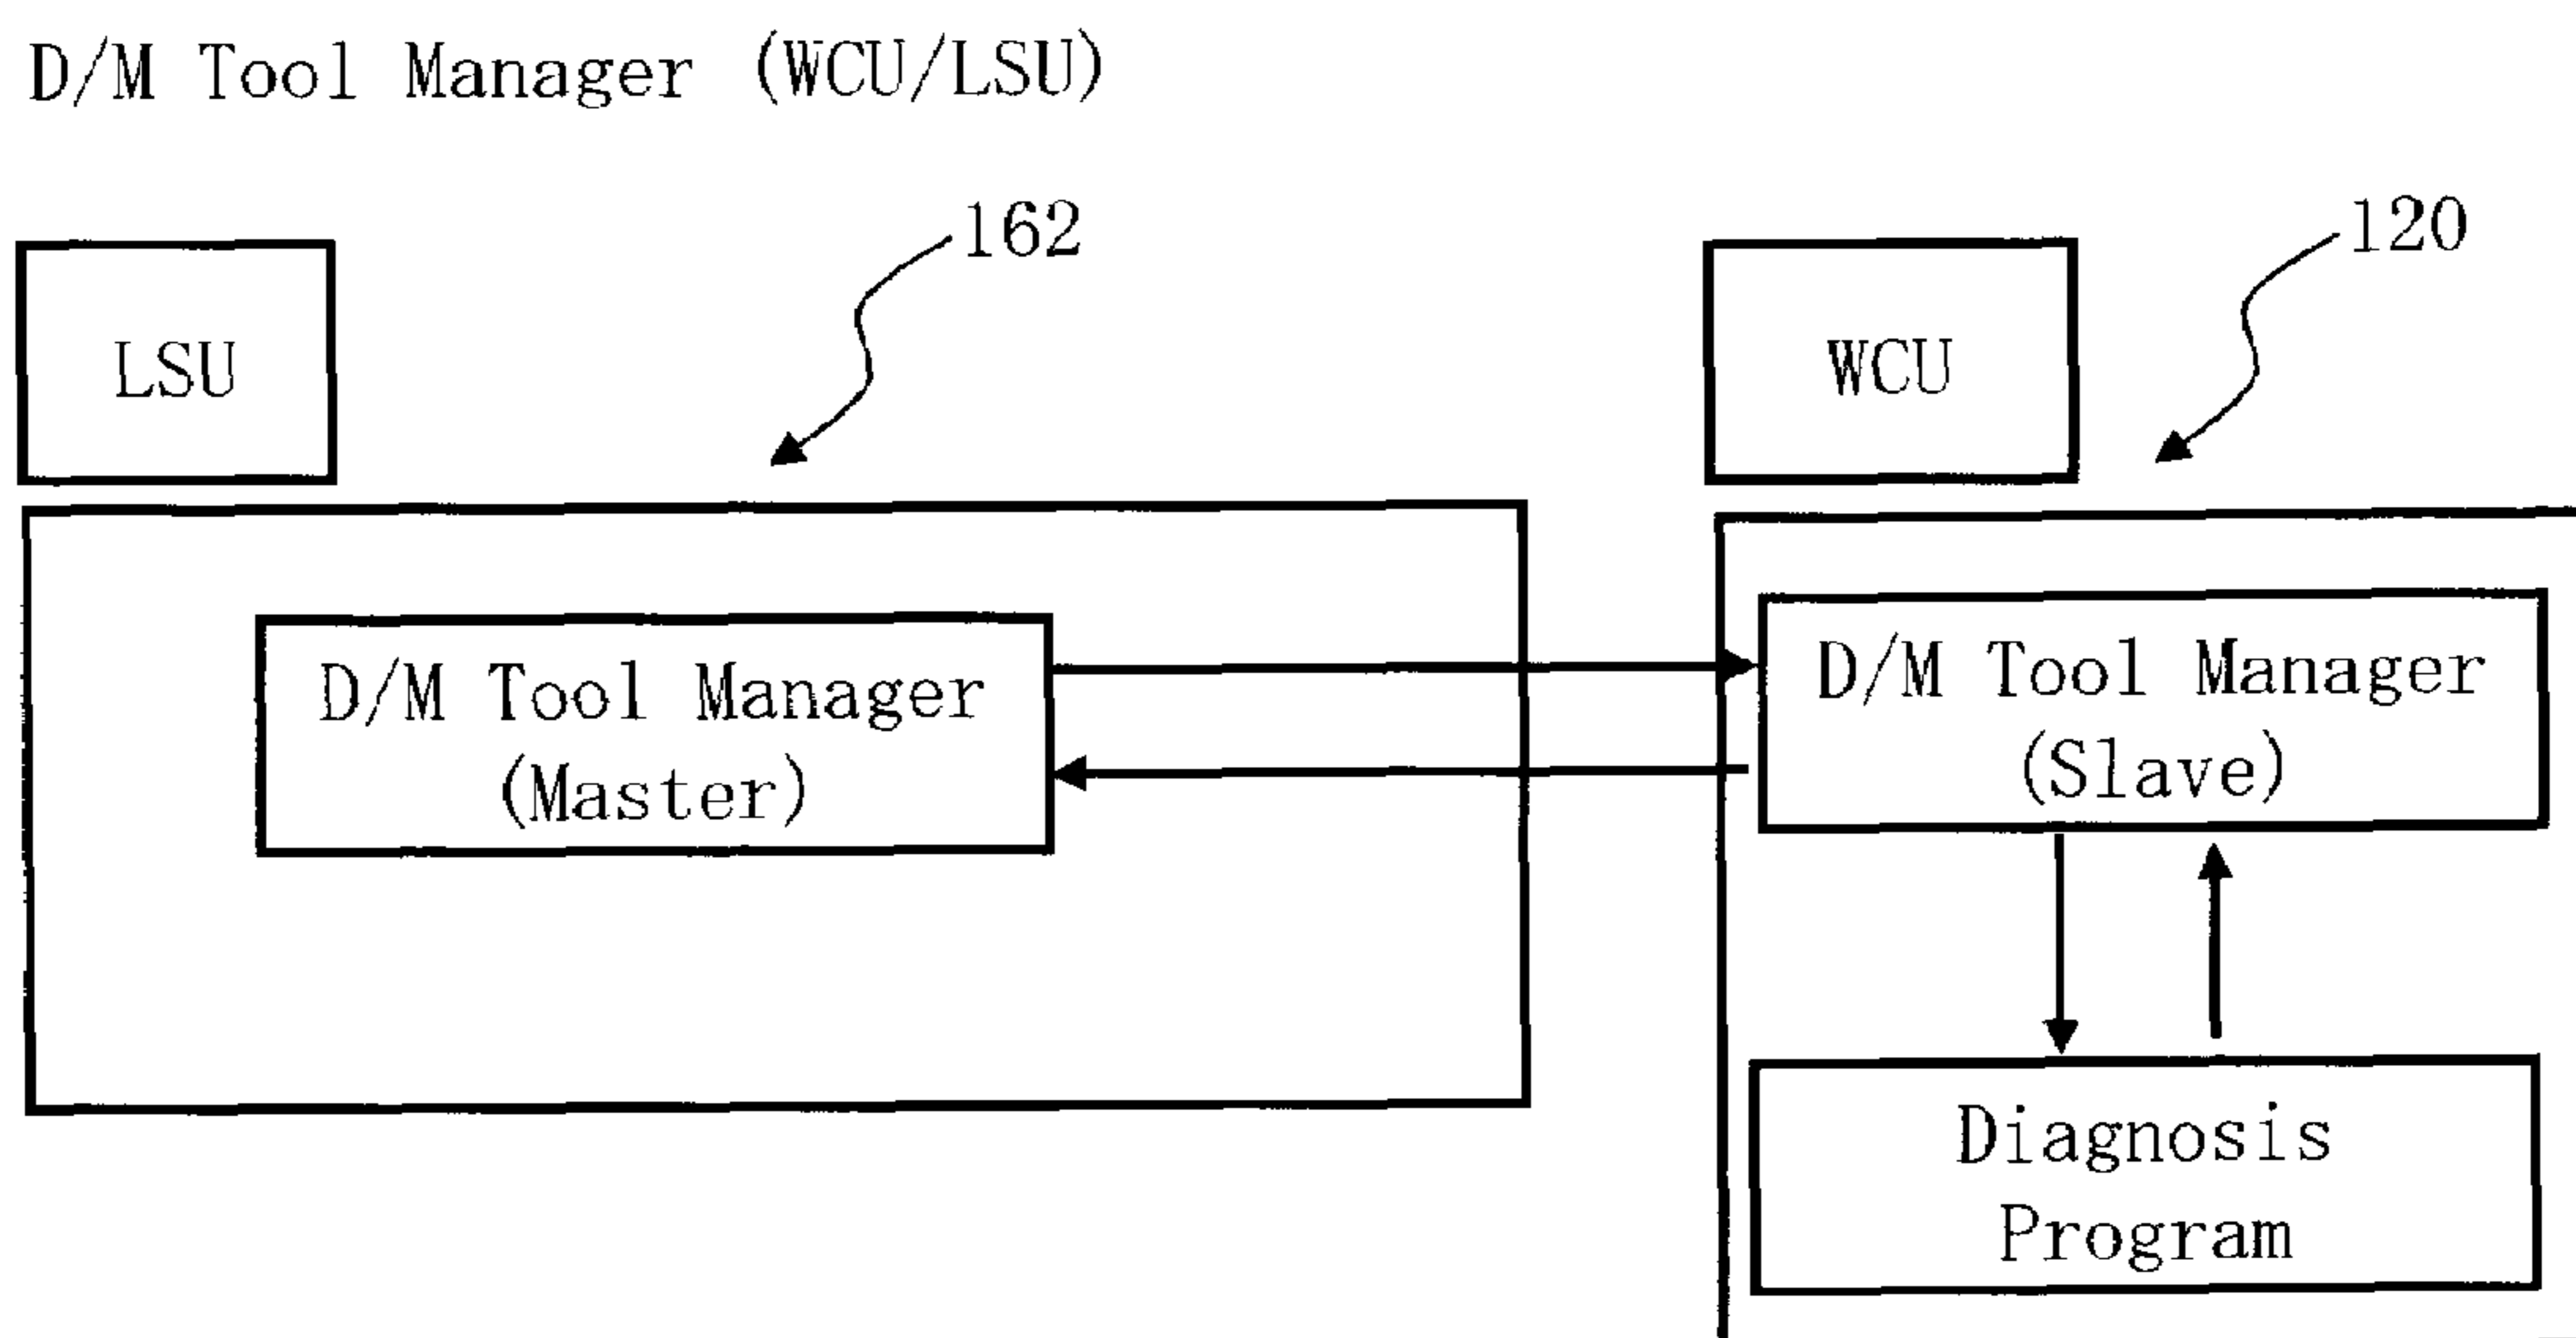 D/M Tool Manager (WCU/LSU)
162
120
LSU
WCU
D/M Tool Manager
(Master)
D/M Tool Manager
(Slave)
Diagnosis
Program